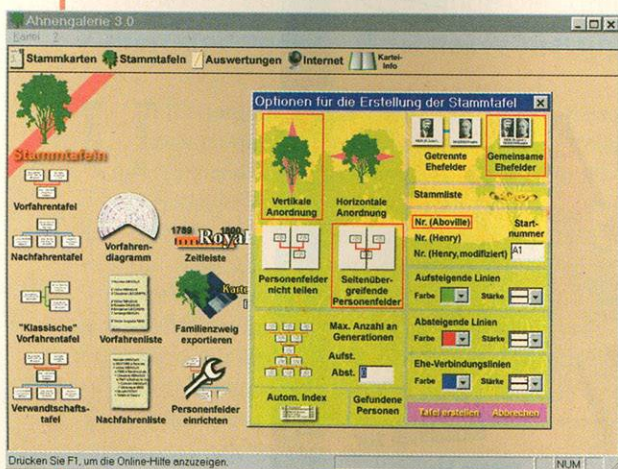 Ahnengalerie 3.0
Kartei ?
Stammkarten Stammtafeln Auswertungen Internet Kartei-Info
Stammtafeln
Vorfahrentafel
Nachfahrentafel
"Klassische" Vorfahrentafel
Verwandtschafts-
tafel
Vorfahren-
diagramm
Vorfahrenliste
Nachfahrenliste
1789 1800
Royal
Zeitleiste
Familienzweig
exportieren
Personenfelder
einrichten
Optionen für die Erstellung der Stammtafel
Vertikale
Anordnung
Horizontale
Anordnung
Personenfelder
nicht teilen
Seitenüber-
greifende
Personenfelder
Max. Anzahl an
Generationen
Aufst.
Abst.
Autom. Index
Gefundene
Personen
Getrennte
Ehefelder
Gemeinsame
Ehefelder
Stammliste
Nr. (Aboville)
Nr. (Henry)
Nr. (Henry,modifiziert)
Start-
nummer
A1
Aufsteigende Linien
Farbe Stärke
Absteigende Linien
Farbe Stärke
Ehe-Verbindungslinien
Farbe Stärke
Tafel erstellen Abbrechen
Drücken Sie F1, um die Online-Hilfe anzuzeigen.
NUM